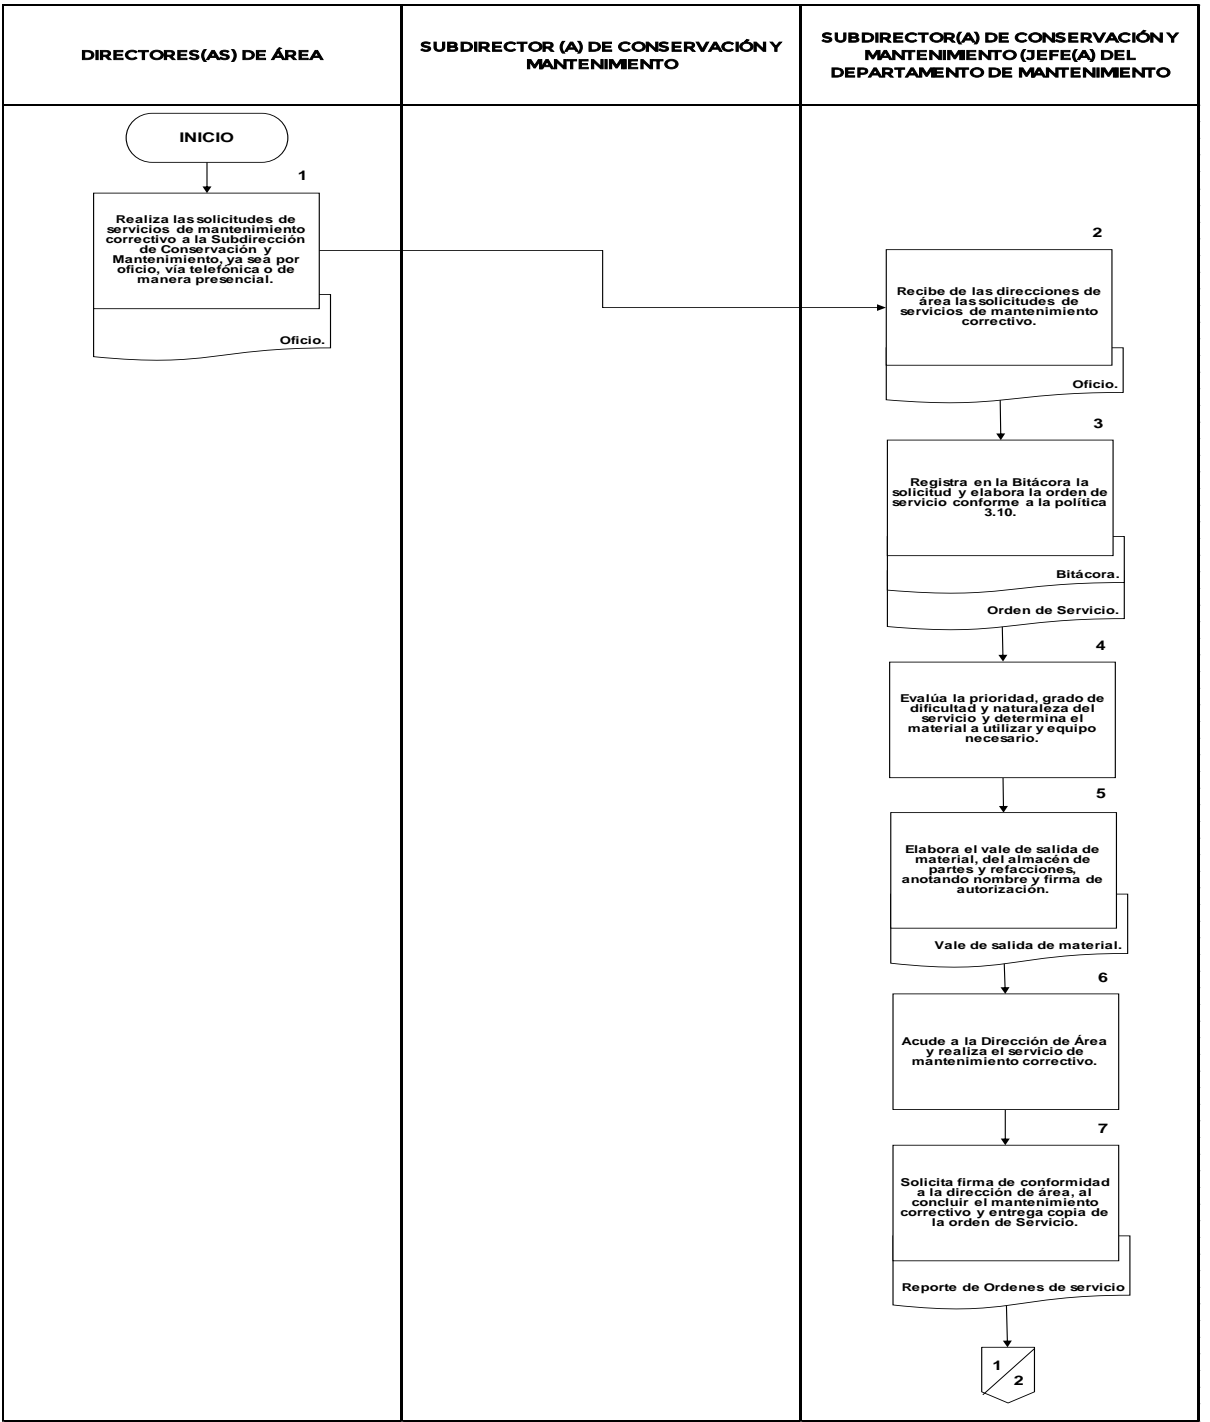 DIRECTORES(AS) DE ÁREA
SUBDIRECTOR (A) DE CONSERVACIÓN Y
MANTENIMIENTO
SUBDIRECTOR(A) DE CONSERVACIÓN Y
MANTENIMIENTO (JEFE(A) DEL
DEPARTAMENTO DE MANTENIMIENTO
INICIO
1
Realiza las solicitudes de
servicios de mantenimiento
correctivo a la Subdirección
de Conservación y
Mantenimiento, ya sea por
oficio, vía telefónica o de
manera presencial.
Oficio.
2
Recibe de las direcciones de
área las solicitudes de
servicios de mantenimiento
correctivo.
Oficio.
3
Registra en la Bitácora la
solicitud y elabora la orden de
servicio conforme a la política
3.10.
Bitácora.
Orden de Servicio.
4
Evalúa la prioridad, grado de
dificultad y naturaleza del
servicio y determina el
material a utilizar y equipo
necesario.
5
Elabora el vale de salida de
material, del almacén de
partes y refacciones,
anotando nombre y firma de
autorización.
Vale de salida de material.
6
Acude a la Dirección de Área
y realiza el servicio de
mantenimiento correctivo.
7
Solicita firma de conformidad
a la dirección de área, al
concluir el mantenimiento
correctivo y entrega copia de
la orden de Servicio.
Reporte de Ordenes de servicio
1
2